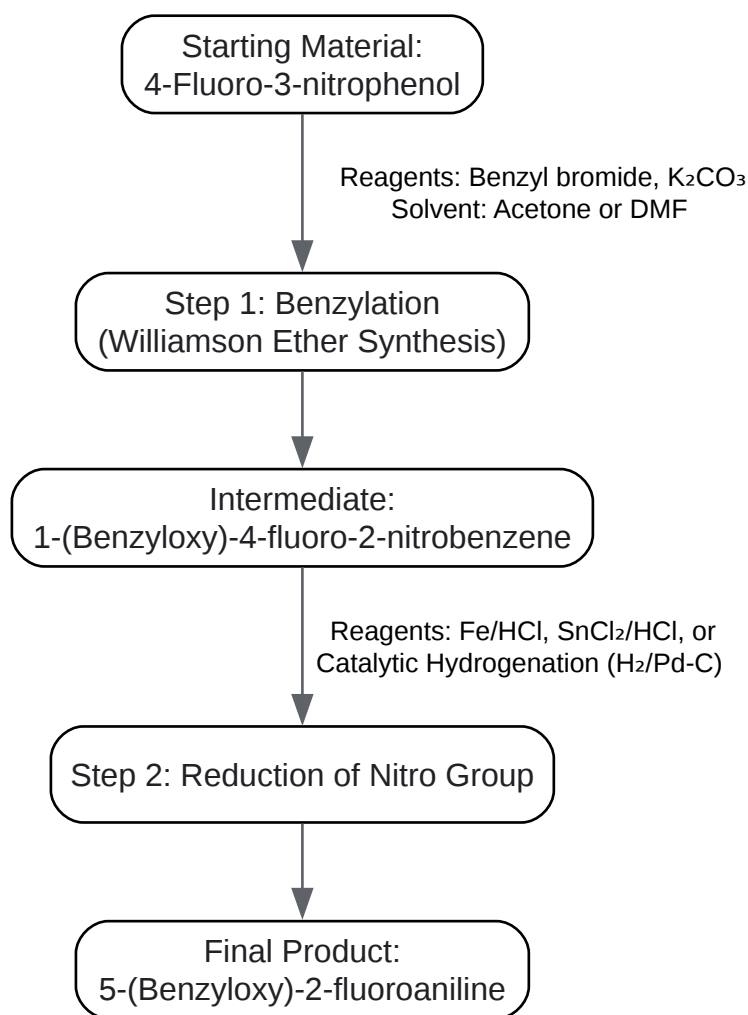 Starting Material:
4-Fluoro-3-nitrophenol
Reagents: Benzyl bromide, K₂CO₃
Solvent: Acetone or DMF
Step 1: Benzylation
(Williamson Ether Synthesis)
Intermediate:
1-(Benzyloxy)-4-fluoro-2-nitrobenzene
Reagents: Fe/HCl, SnCl₂/HCl, or
Catalytic Hydrogenation (H₂/Pd-C)
Step 2: Reduction of Nitro Group
Final Product:
5-(Benzyloxy)-2-fluoroaniline